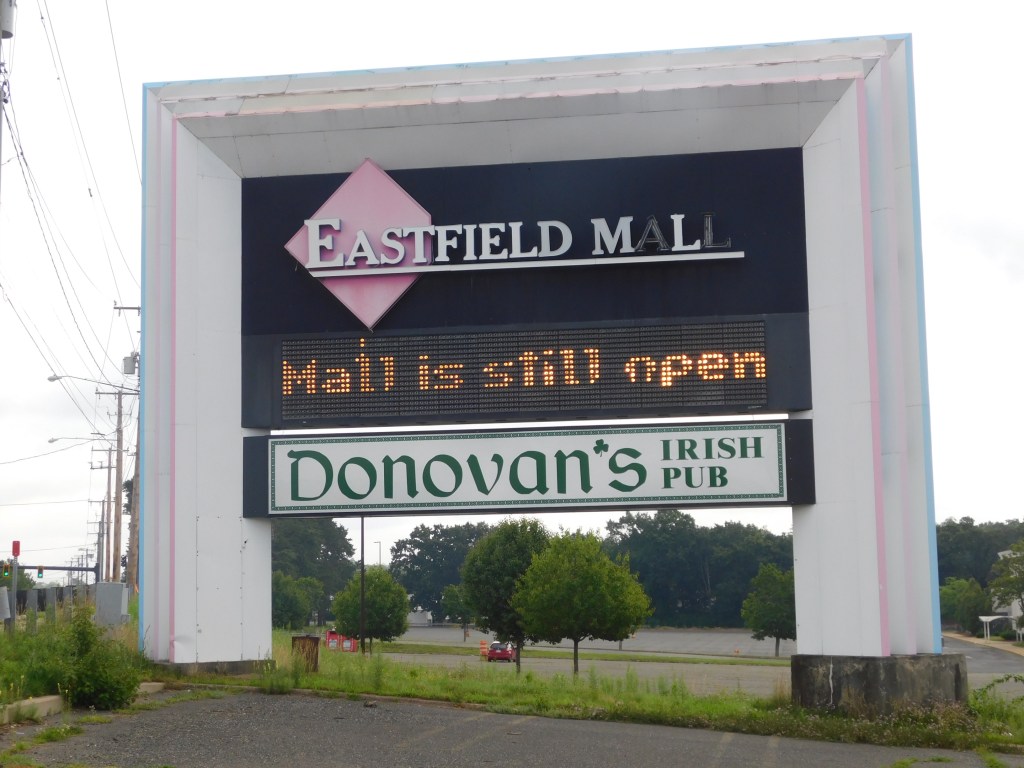 EASTFIELD MALL
Mall is still open
Donovan's IRISH
PUB